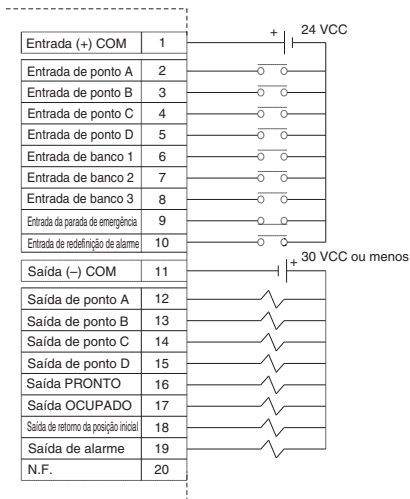 + 24 VCC
Entrada (+) COM 1
Entrada de ponto A 2
Entrada de ponto B 3
Entrada de ponto C 4
Entrada de ponto D 5
Entrada de banco 1 6
Entrada de banco 2 7
Entrada de banco 3 8
Entrada da parada de emergência 9
Entrada de redefinição de alarme 10
Saída (–) COM 11 + 30 VCC ou menos
Saída de ponto A 12
Saída de ponto B 13
Saída de ponto C 14
Saída de ponto D 15
Saída PRONTO 16
Saída OCUPADO 17
Saída de retorno da posição inicial 18
Saída de alarme 19
N.F. 20